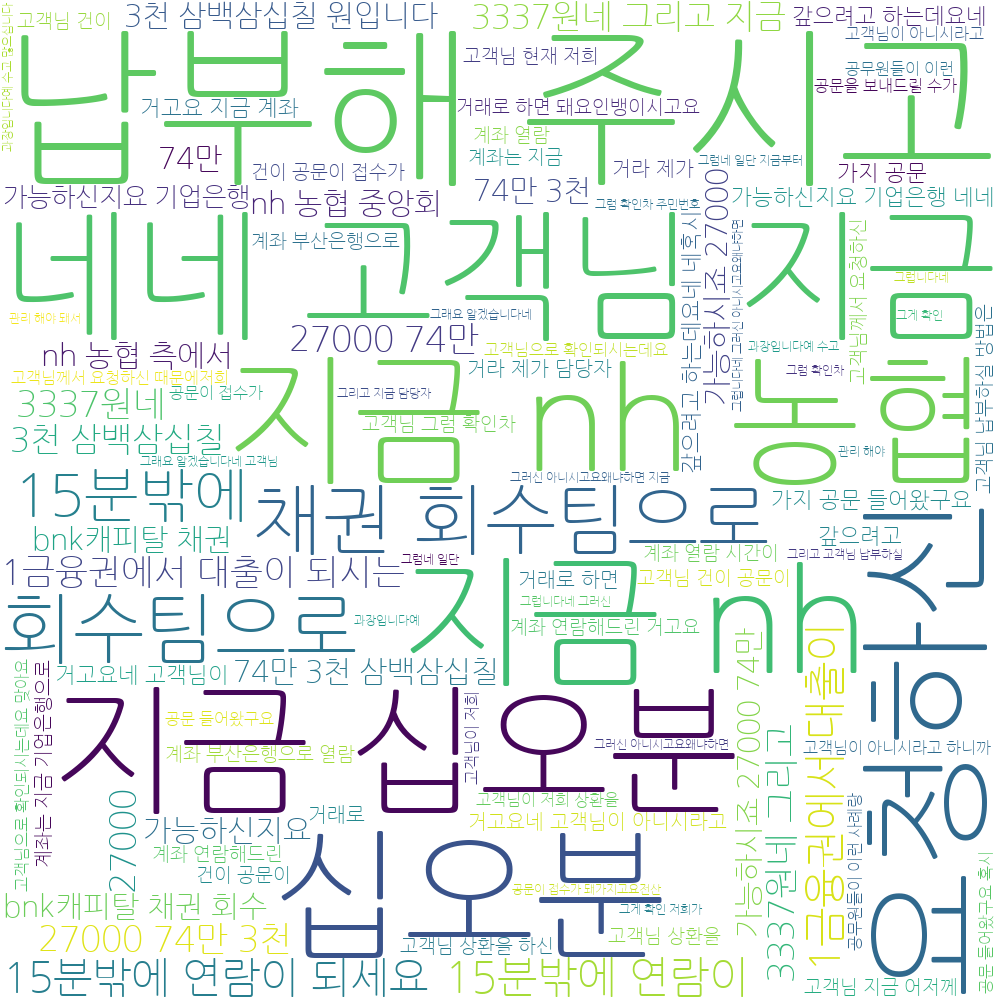 고객님 건이
3천 삼백삼십칠 원입니다
3337원네 그리고 지금
갚으려고 하는데요네
고객님이 아니시라고
납부해 주시고
고객님 현재 저희
공무원들이 이런
공문을 보내드릴 수가
거고요 지금 계좌
거래로 하면 돼요인뱅이시고요
계좌 열람
74만
건이 공문이 접수가
계좌는 지금
거라 제가
그럼네 일단 지금부터
가지 공문
가능하신지요 기업은행
nh 농협 중앙회
74만 3천
그럼 확인차 주민번호
가능하신지요 기업은행 네네
네네 고객님 지금
계좌 부산은행으로
갚으려고 하는데요네 네혹시
가능하시죠 27000
그럽니다네 그러신 아니시고요왜냐하면
고객님께서 요청하신
그럽니다네
관리 해야 돼서
그래요 알겠습니다네
그게 확인
27000 74만
nh 농협 측에서
고객님으로 확인되시는데요
과장입니다예 수고
고객님 납부하실 방법은
고객님께서 요청하신 때문에저희
공문이 접수가
지금 nh 농협
거라 제가 담당자
그럼 확인차
3337원네
그리고 지금 담당자
고객님 그럼 확인차
3천 삼백삼십칠
그래요 알겠습니다네 고객님
관리 해야
15분밖에
채권 회수팀으로
그러신 아니시고요왜냐하면 지금
가지 공문 들어왔구요
bnk캐피탈 채권
갚으려고
요청하신
1금융권에서 대출이 되시는
그럼네 일단
계좌 열람 시간이
그리고 고객님 납부하실
회수팀으로
지금 nh
거래로 하면
고객님 건이 공문이
그럽니다네 그러신
과장입니다예
계좌 연람해드린 거고요
거고요네 고객님이
74만 3천 삼백삼십칠
가능하시죠 27000 74만
1금융권에서 대출이
고객님으로 확인되시는데요 맞아여
계좌는 지금 기업은행으로
지금 십오분
공문 들어왔구요
계좌 부산은행으로 열람
고객님이 저희
그러신 아니시고요왜냐하면
3337원네 그리고
고객님이 아니시라고 하니까
27000
고객님이 저희 상환을
거래로
거고요네 고객님이 아니시라고
공무원들이 이런 사례랑
가능하신지요
십오분
계좌 연람해드린
건이 공문이
공문이 접수가 돼가지고요전산
bnk캐피탈 채권 회수
그게 확인 저희가
공문 들어왔구요 혹시
27000 74만 3천
고객님 상환을 하신
고객님 상환을
15분밖에 연람이 되세요
15분밖에 연람이
고객님 지금 어저께